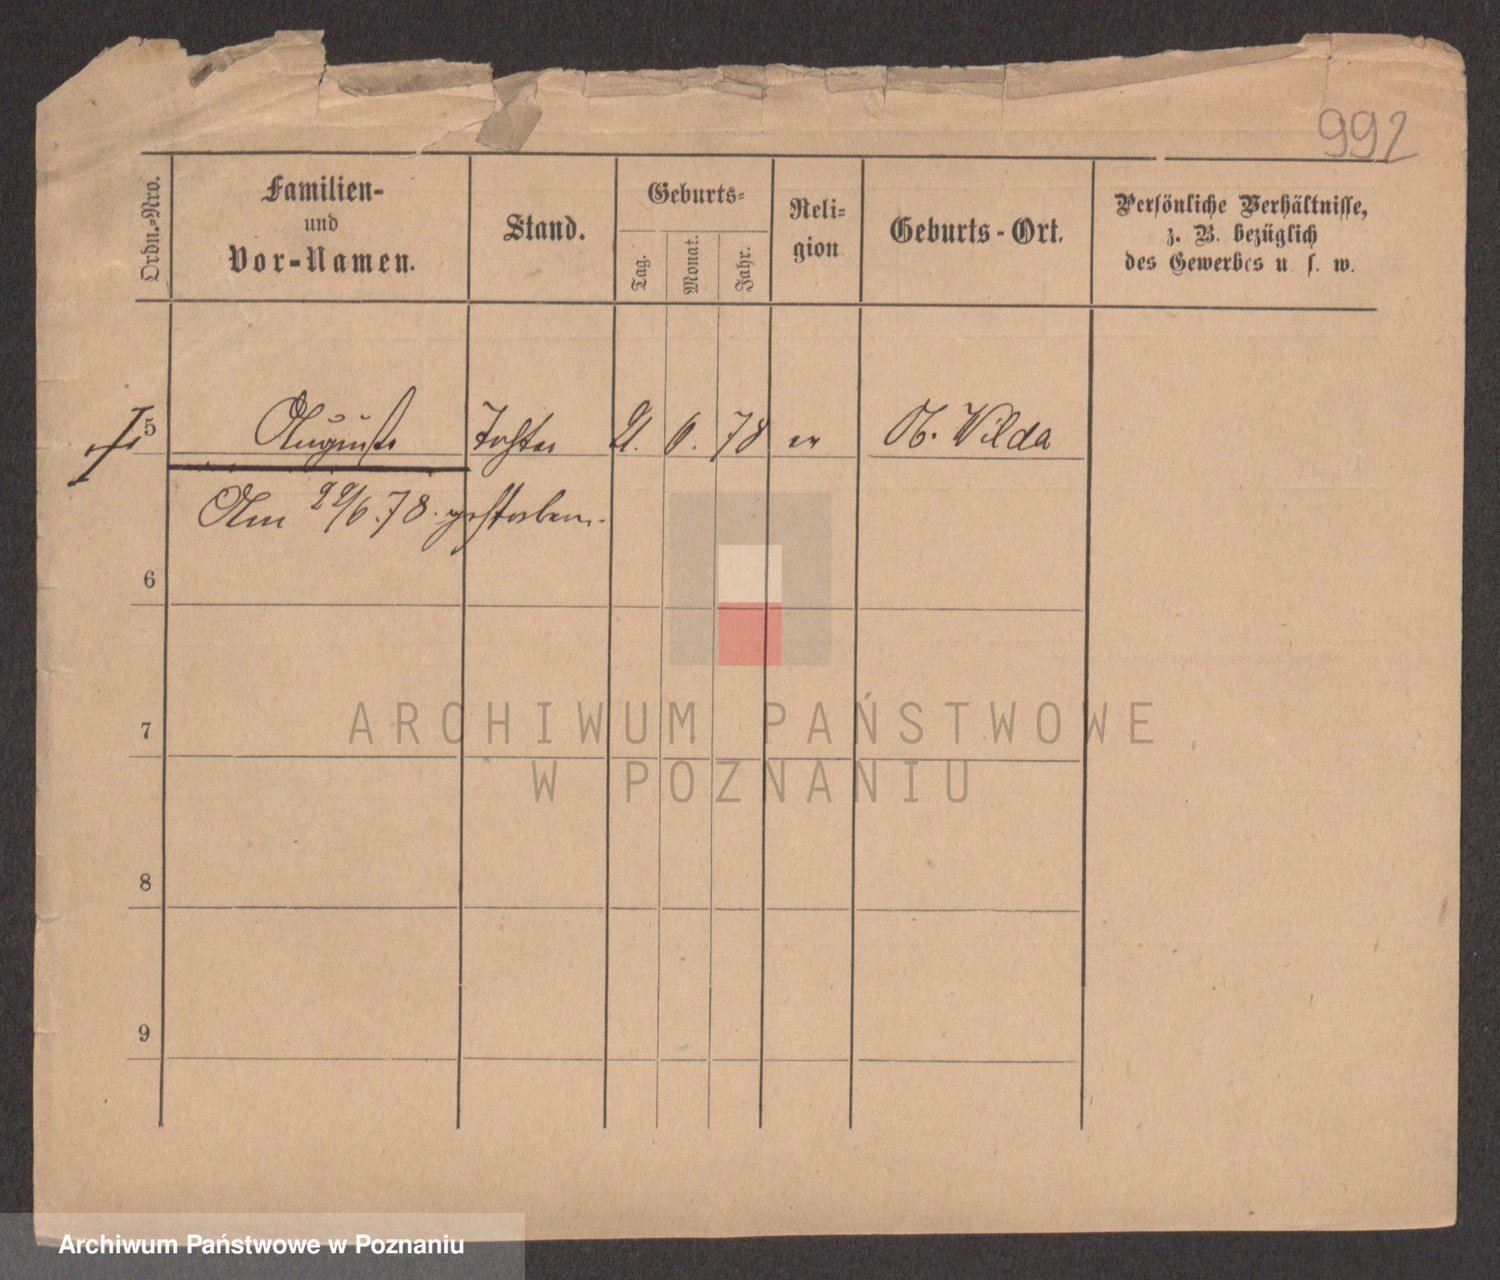 992
Ordn.-Nro.
Familien-
und
Vor-Namen.
Stand.
Geburts-
Tag.
Monat.
Jahr.
Reli-
gion
Geburts-Ort.
Persönliche Verhältnisse,
z. B. bezüglich
des Gewerbes u. s. w.
5 Auguste Tochter 6. 78 ev O. Wilda
Am 22/6.78. gestorben.
6
7
8
9
ARCHIWUM PAŃSTWOWE
W POZNANIU
Archiwum Państwowe w Poznaniu